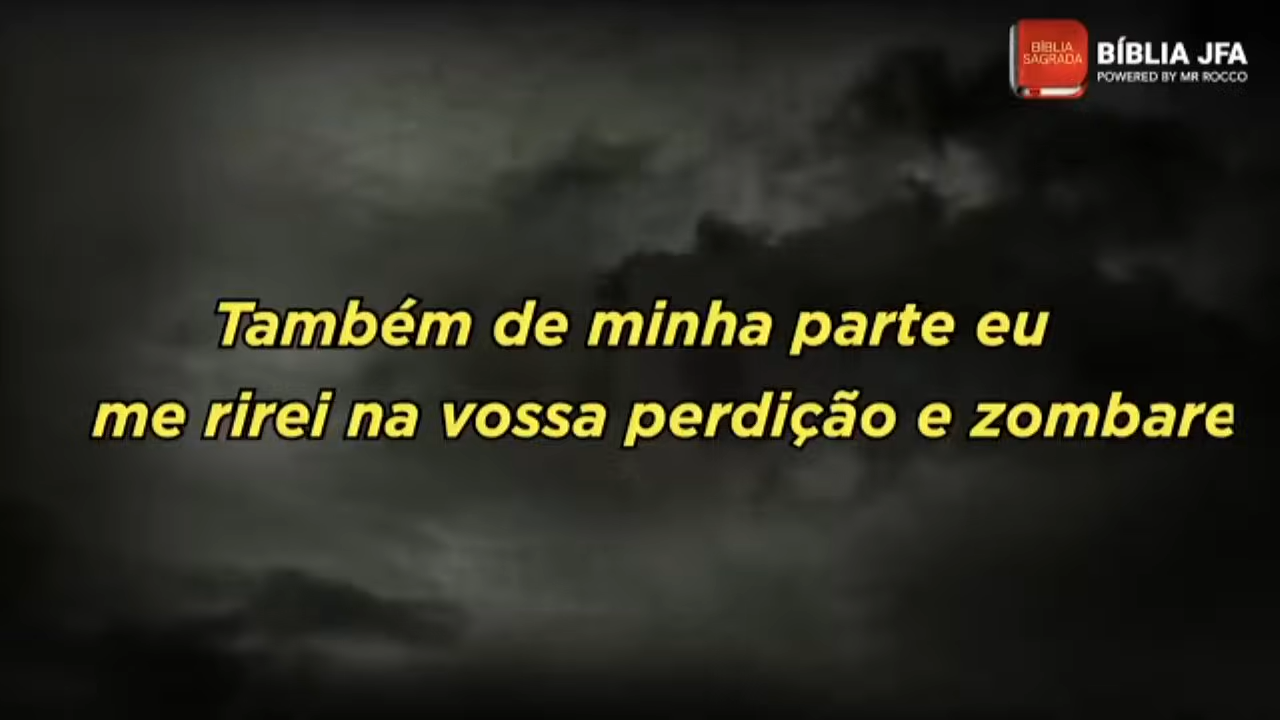 BÍBLIA
SAGRADA
BÍBLIA JFA
POWERED BY MR ROCCO
Também de minha parte eu
me rirei na vossa perdição e zombare